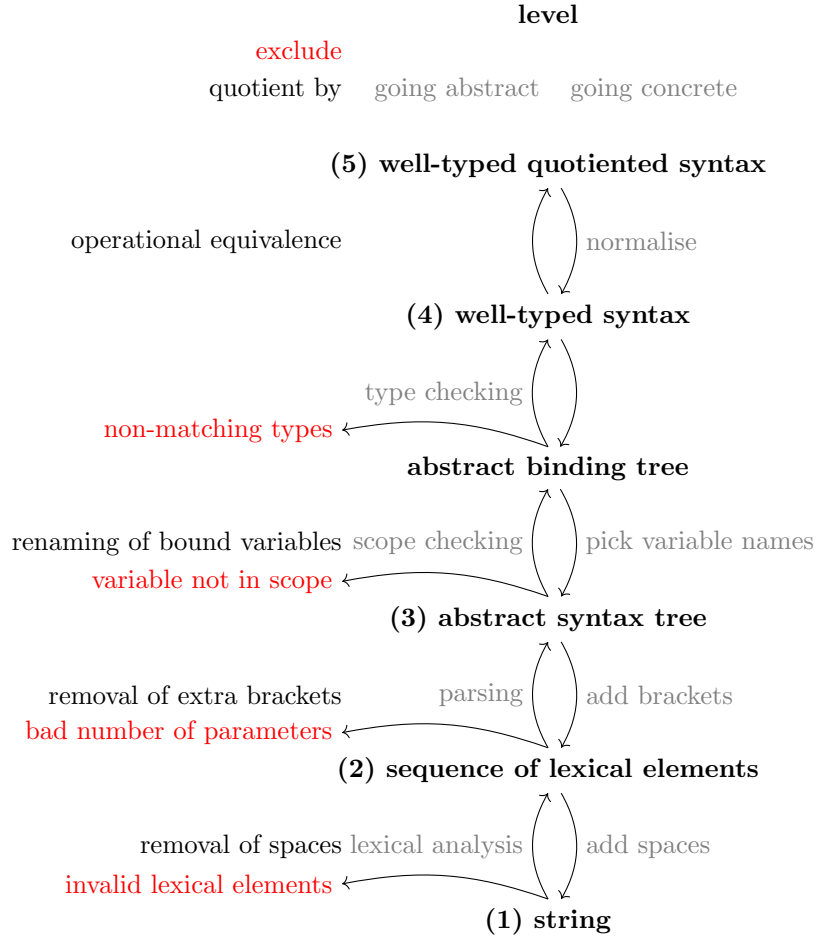 level
exclude
quotient by going abstract going concrete
(5) well-typed quotiented syntax
operational equivalence normalise
(4) well-typed syntax
type checking
non-matching types
abstract binding tree
renaming of bound variables scope checking pick variable names
variable not in scope
(3) abstract syntax tree
removal of extra brackets parsing add brackets
bad number of parameters
(2) sequence of lexical elements
removal of spaces lexical analysis add spaces
invalid lexical elements
(1) string